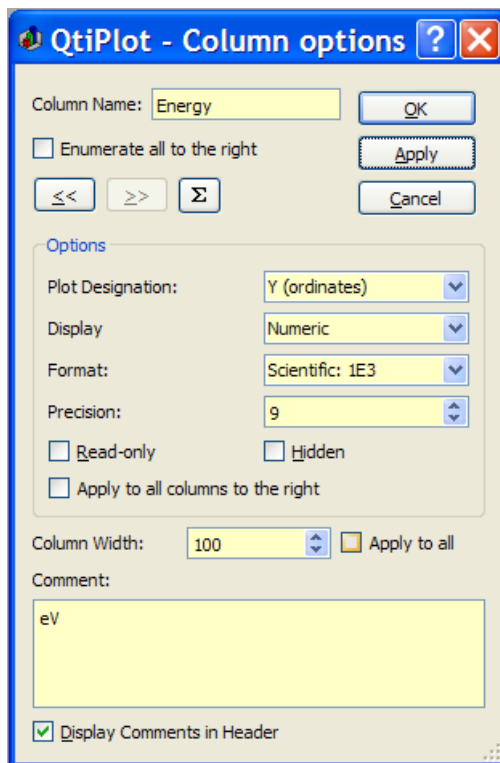 QtiPlot - Column options ? X
Column Name: Energy OK
Enumerate all to the right Apply
<< >> Σ Cancel
Options
Plot Designation: Y (ordinates)
Display Numeric
Format: Scientific: 1E3
Precision: 9
Read-only Hidden
Apply to all columns to the right
Column Width: 100 Apply to all
Comment:
eV
Display Comments in Header